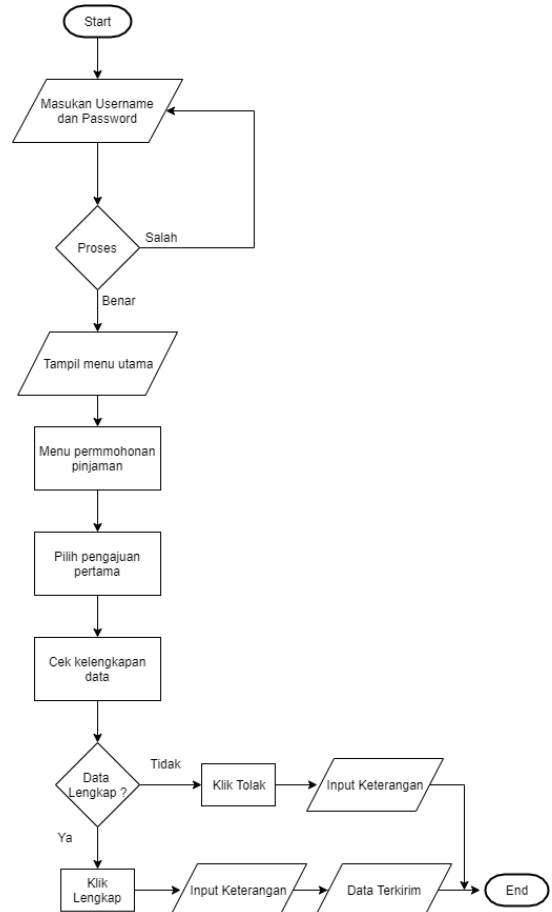 Start
Masukan Username
dan Password
Proses
Salah
Benar
Tampil menu utama
Menu permmohonan
pinjaman
Pilih pengajuan
pertama
Cek kelengkapan
data
Data
Lengkap ?
Tidak
Klik Tolak
Input Keterangan
Ya
Klik
Lengkap
Input Keterangan
Data Terkirim
End